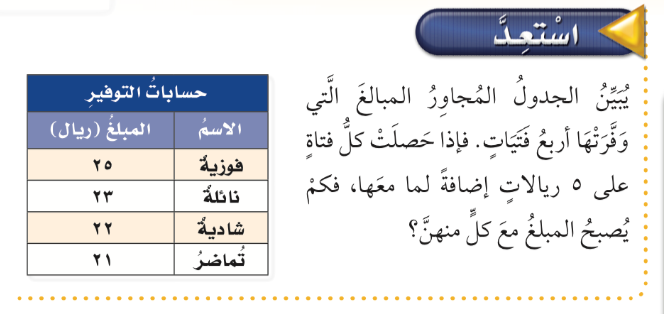 اسْتعِدَّ
يُبَيِّنُ الجدولُ المُجاوِرُ المبالغَ الَّتي
وَفَّرَتْهَا أربعُ فَتَيَاتٍ. فإذا حَصلَتْ كلُّ فتاةٍ
على ٥ ريالاتٍ إضافةً لما معَها، فكمْ
يُصبحُ المبلغُ معَ كلٍّ منهنَّ؟
حساباتُ التوفيرِ
الاسمُ المبلغُ (ريال)
فوزيةُ ٢٥
نائلةُ ٢٣
شاديةُ ٢٢
تُماضرُ ٢١